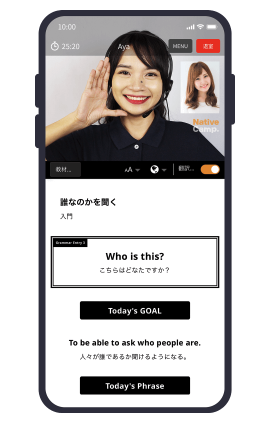 10:00
25:20
Aya
MENU
退室
Native
Camp.
教材...
AA
翻訳...
誰なのかを聞く
入門
Grammar Entry 5
Who is this?
こちらはどなたですか？
Today's GOAL
To be able to ask who people are.
人々が誰であるか聞けるようになる。
Today's Phrase